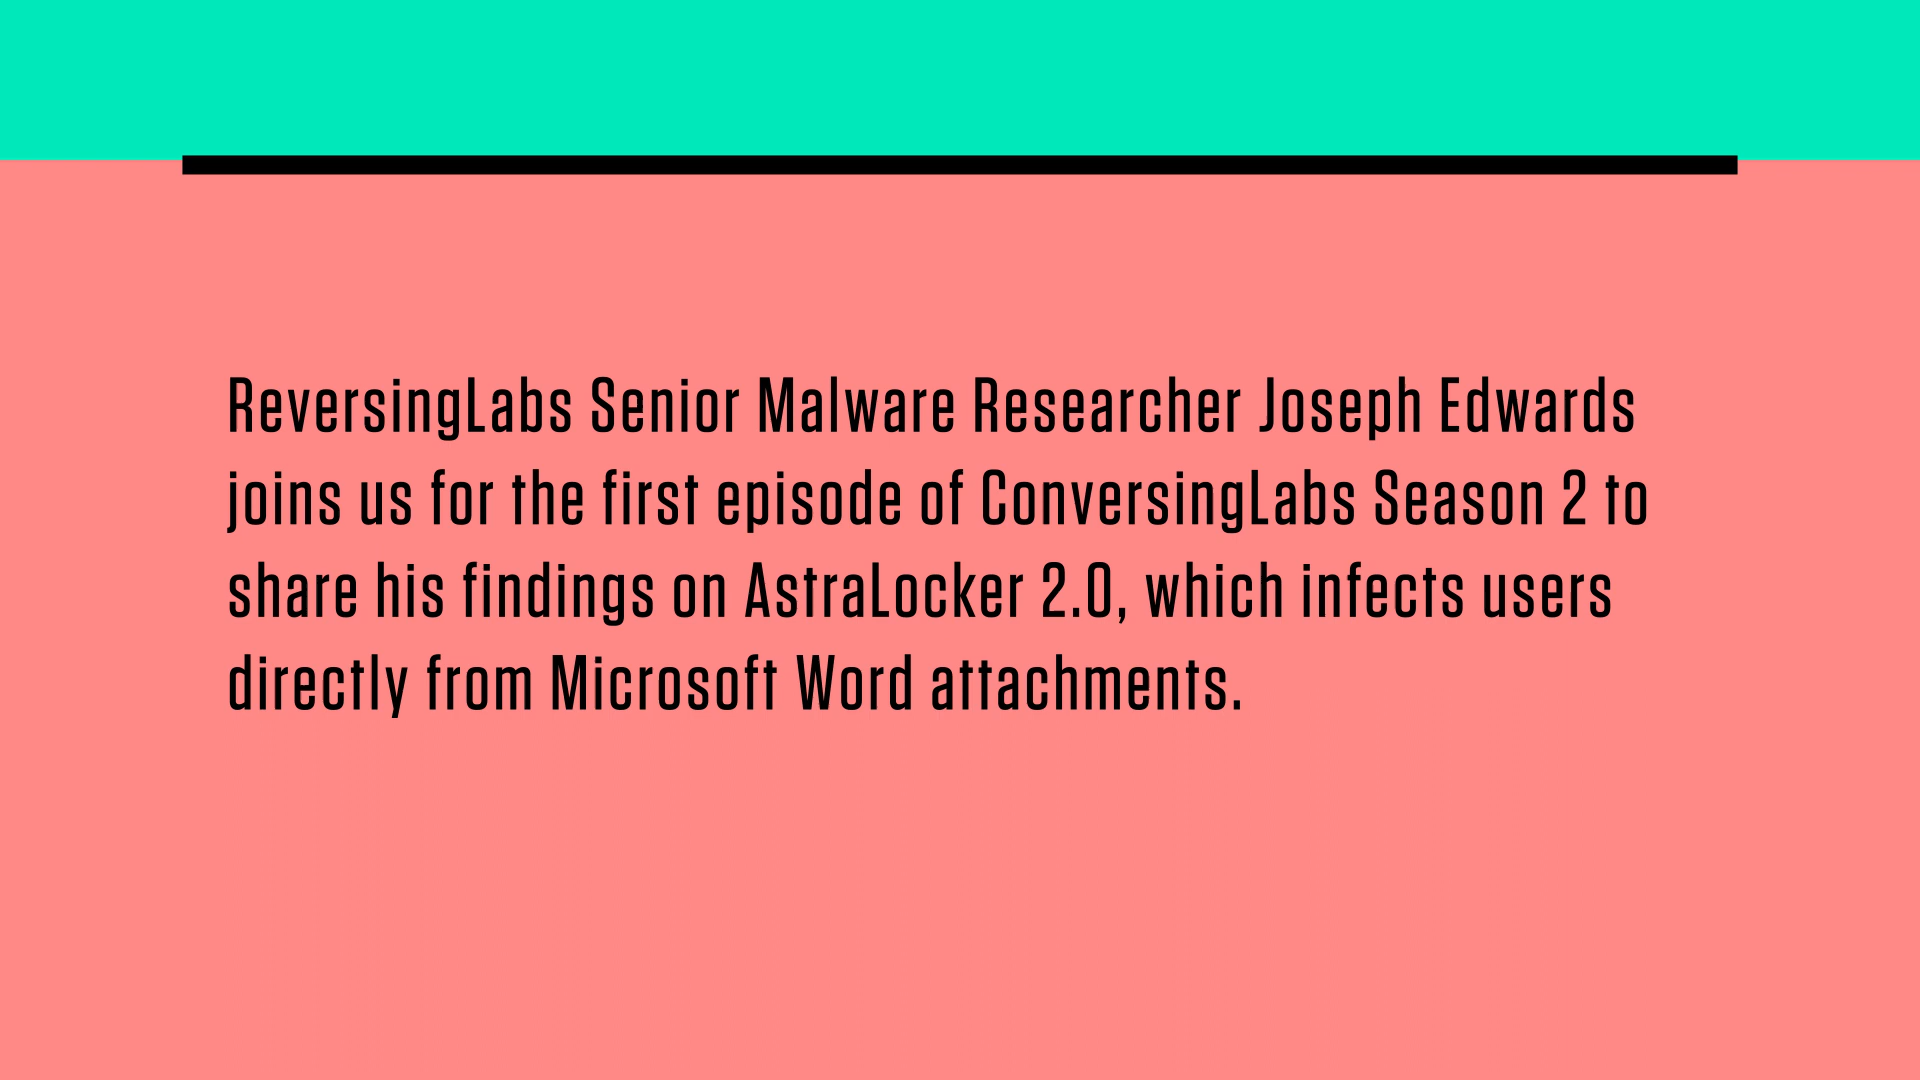 ReversingLabs Senior Malware Researcher Joseph Edwards
joins us for the first episode of ConversingLabs Season 2 to
share his findings on AstraLocker 2.0, which infects users
directly from Microsoft Word attachments.